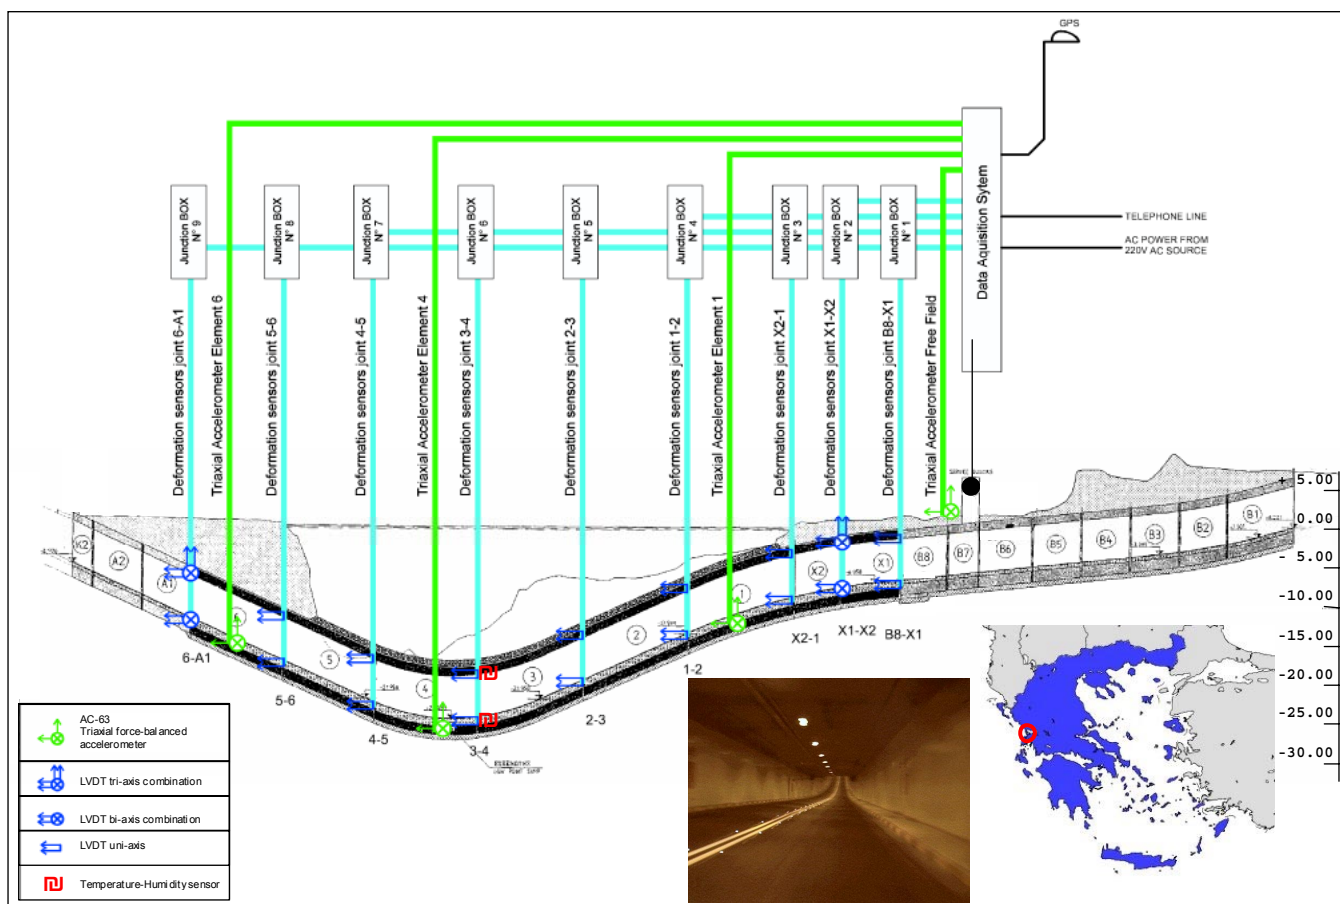 GPS
Data Aquisition Sytem
TELEPHONE LINE
AC POWER FROM
220V AC SOURCE
Junction BOX
N° 9
Junction BOX
N° 8
Junction BOX
N° 7
Junction BOX
N° 6
Junction BOX
N° 5
Junction BOX
N° 4
Junction BOX
N° 3
Junction BOX
N° 2
Junction BOX
N° 1
Deformation sensors joint 6-A1
Triaxial Accelerometer Element 6
Deformation sensors joint 5-6
Deformation sensors joint 4-5
Triaxial Accelerometer Element 4
Deformation sensors joint 3-4
Deformation sensors joint 2-3
Deformation sensors joint 1-2
Triaxial Accelerometer Element 1
Deformation sensors joint X2-1
Deformation sensors joint X1-X2
Deformation sensors joint B8-X1
Triaxial Accelerometer Free Field
5.00
0.00
- 5.00
-10.00
-15.00
-20.00
-25.00
-30.00
A2
A1
5
4
3
2
1
X2
X1
B8
B7
B6
B5
B4
B3
B2
B1
6-A1
5-6
4-5
3-4
2-3
1-2
X2-1
X1-X2
B8-X1
AC-63
Triaxial force-balanced
accelerometer
LVDT tri-axis combination
LVDT bi-axis combination
LVDT uni-axis
Temperature-Humidity sensor